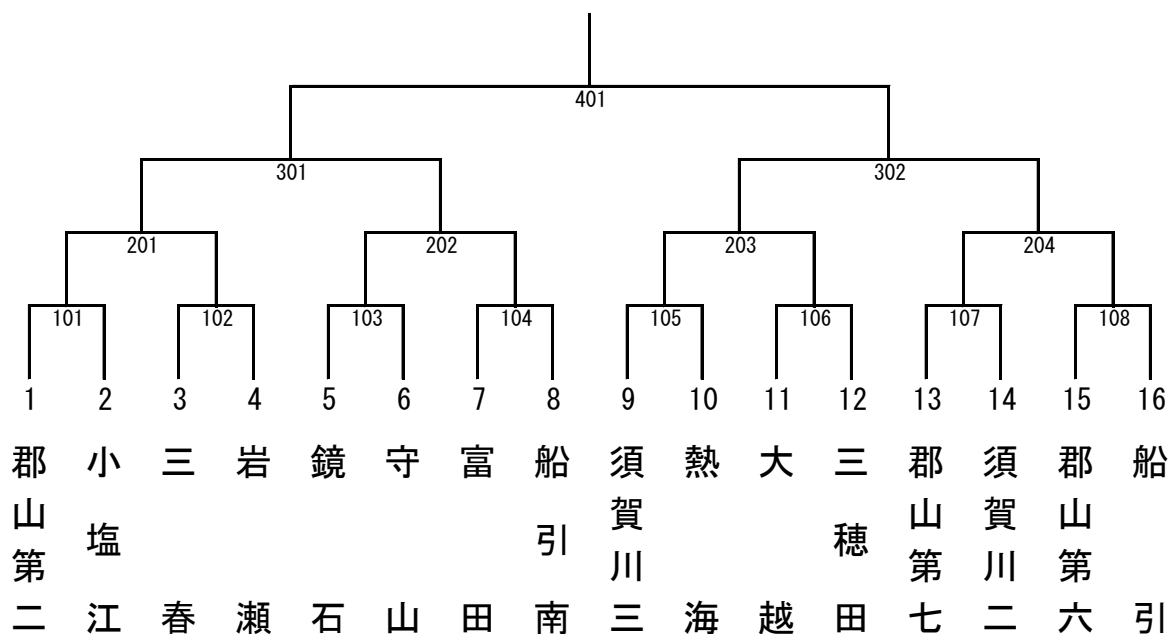 401
301 302
201 202 203 204
101 102 103 104 105 106 107 108
1 2 3 4 5 6 7 8 9 10 11 12 13 14 15 16
郡山第二
小塩江
三春
岩瀬
鏡石
守山
富田
船引南
須賀川三
熱海
大越
三穂田
郡山第七
須賀川二
郡山第六
船引